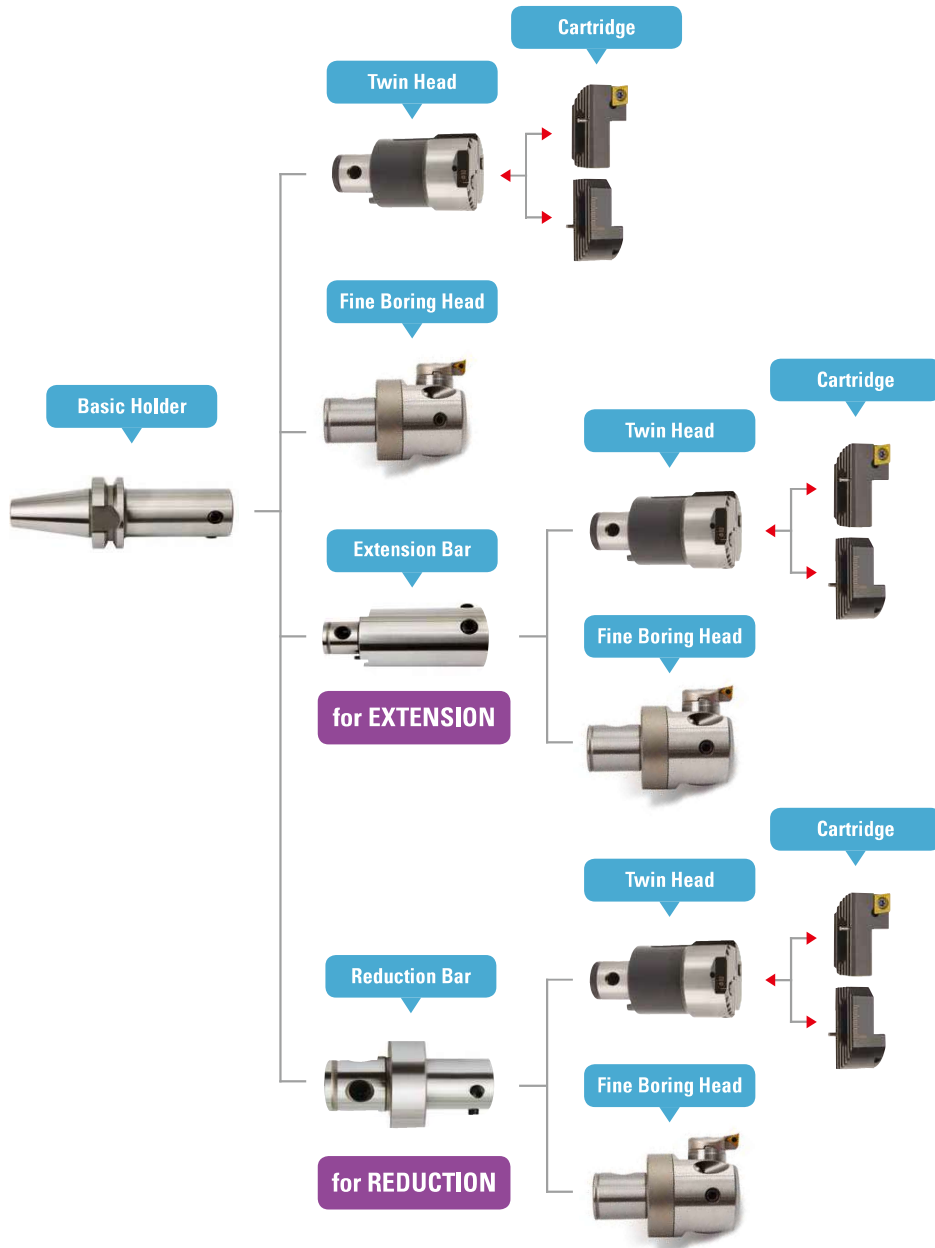 Cartridge
Twin Head
Fine Boring Head
Cartridge
Basic Holder
Twin Head
Extension Bar
Fine Boring Head
for EXTENSION
Cartridge
Twin Head
Reduction Bar
Fine Boring Head
for REDUCTION